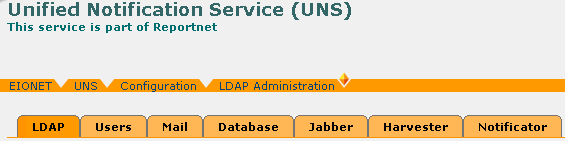 Unified Notification Service (UNS)
This service is part of Reportnet
EIONET UNS Configuration LDAP Administration
LDAP Users Mail Database Jabber Harvester Notificator